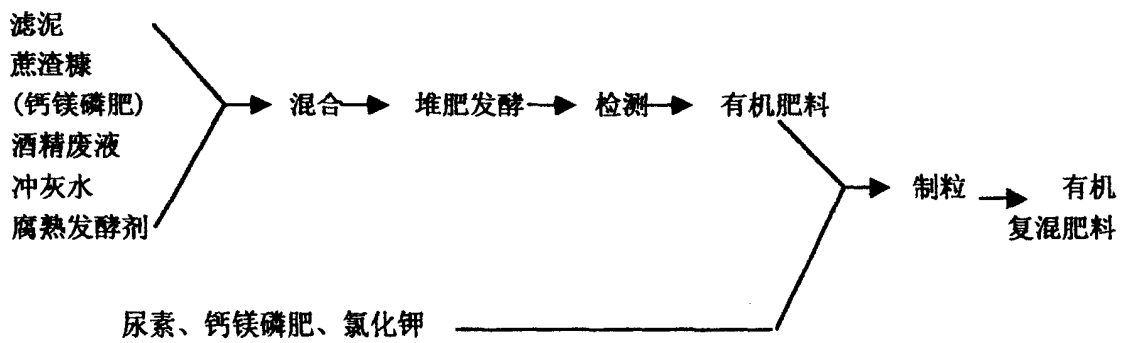 滤泥
蔗渣糠
(钙镁磷肥)
酒精废液
冲灰水
腐熟发酵剂
混合
堆肥发酵
检测
有机肥料
制粒
有机
复混肥料
尿素、钙镁磷肥、氯化钾